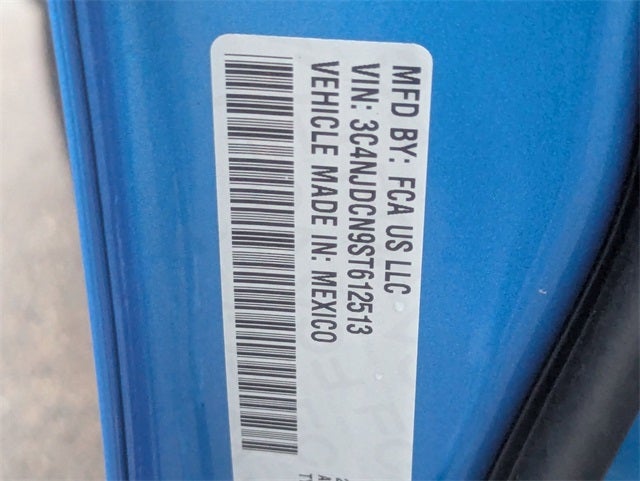 MFD BY: FCA US LLC
VIN: 3C4NJDCN9ST612513
VEHICLE MADE IN: MEXICO